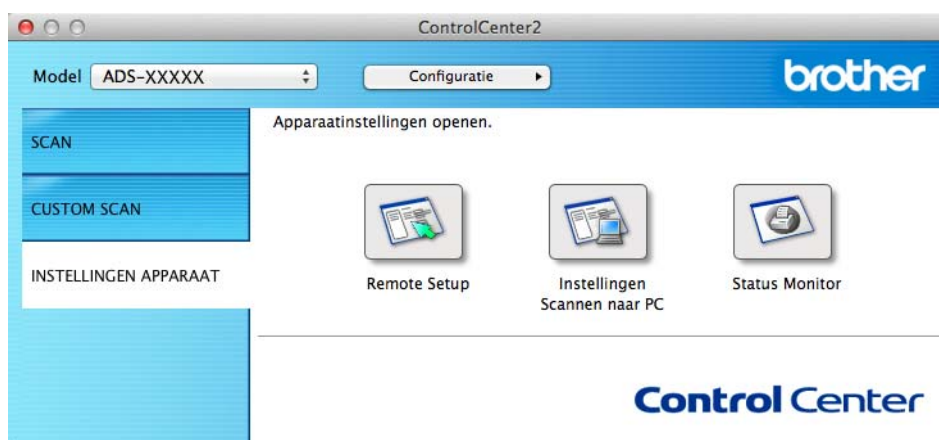 ControlCenter2
Model ADS-XXXXX Configuratie brother
SCAN
CUSTOM SCAN
INSTELLINGEN APPARAAT
Apparaatinstellingen openen.
Remote Setup
Instellingen
Scannen naar PC
Status Monitor
Control Center